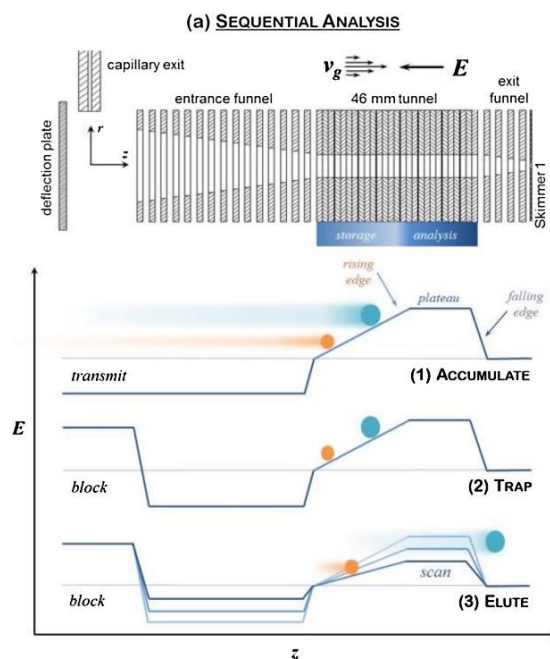 (a) SEQUENTIAL ANALYSIS
capillary exit
deflection plate
r
z
entrance funnel
v_g
E
46 mm tunnel
exit
funnel
Skimmer 1
storage
analysis
rising
edge
plateau
falling
edge
transmit
(1) ACCUMULATE
E
block
(2) TRAP
block
scan
(3) ELUTE
z